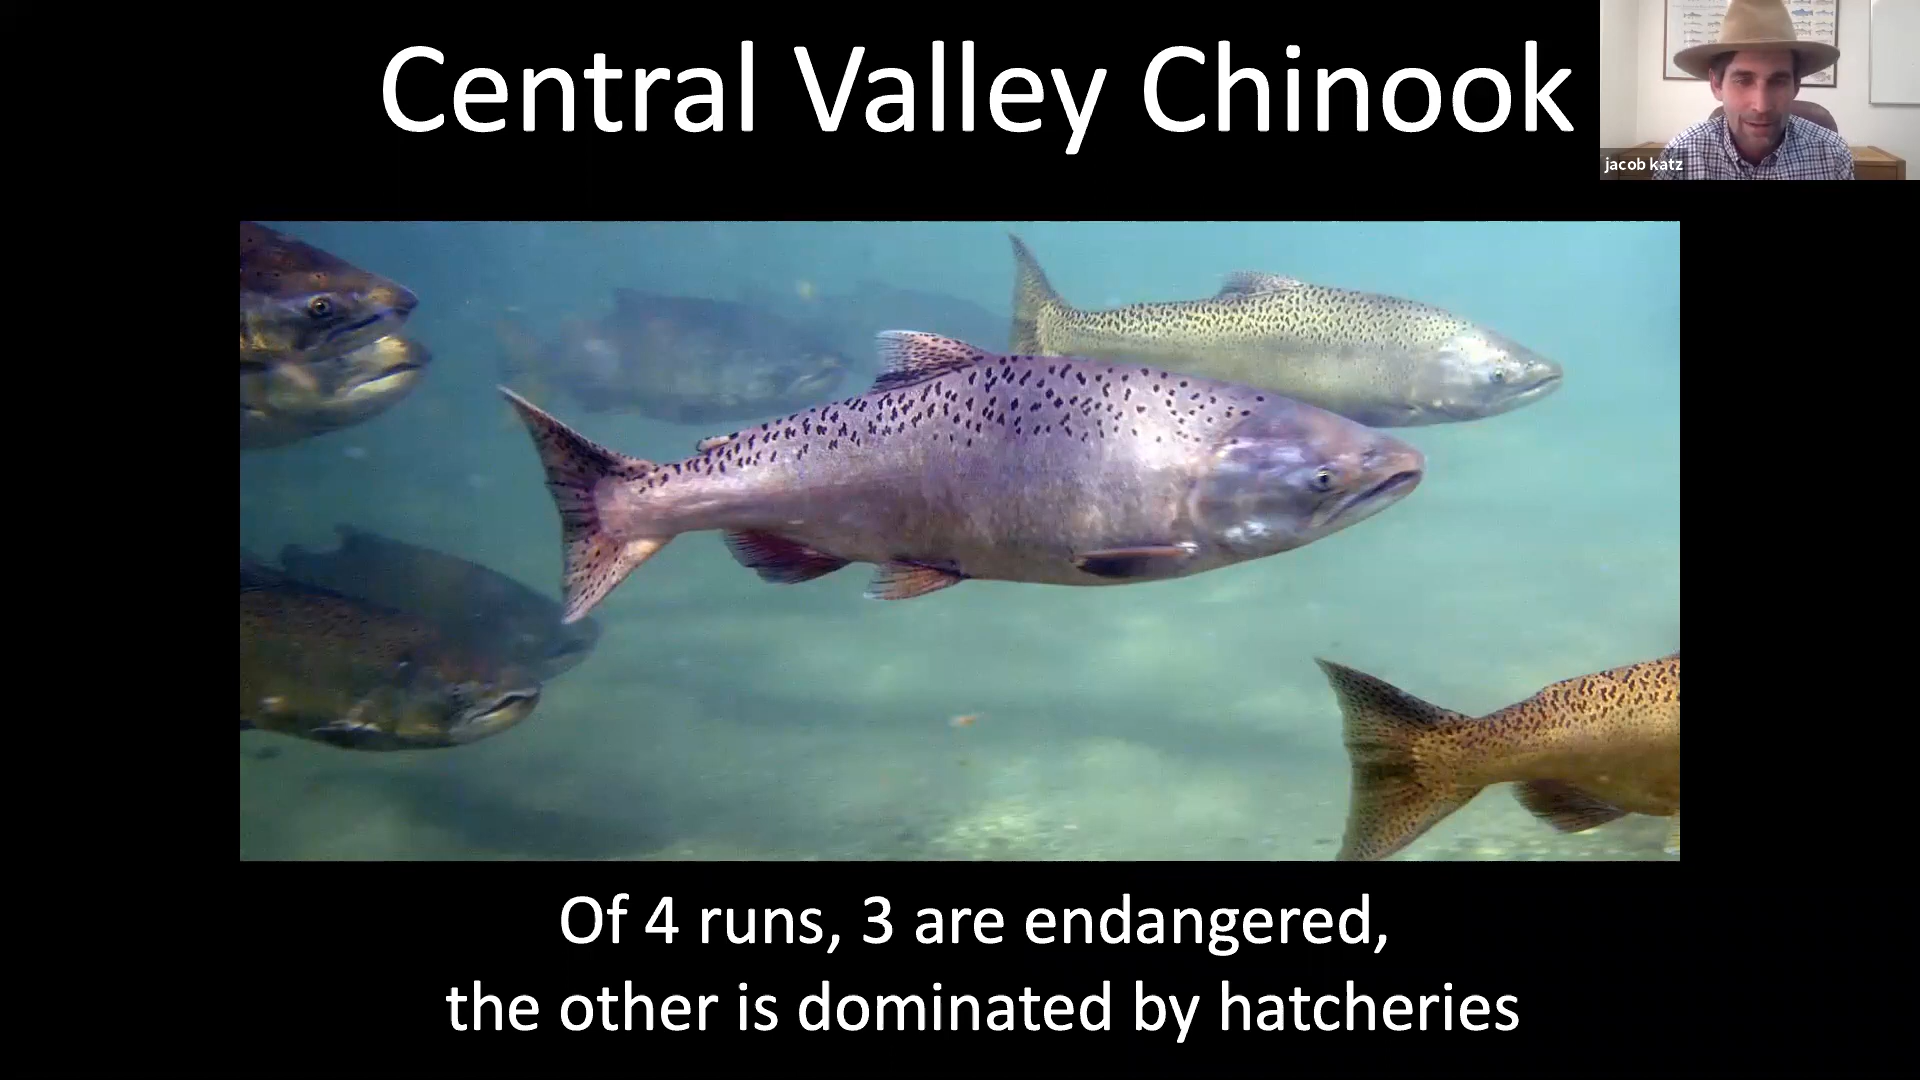 Central Valley Chinook
jacob katz
Of 4 runs, 3 are endangered,
the other is dominated by hatcheries